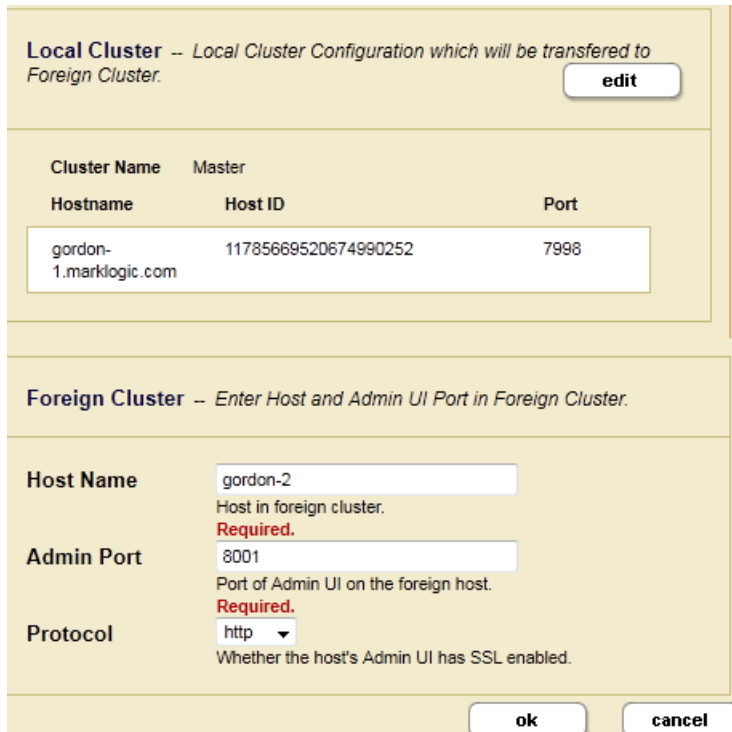 Local Cluster -- Local Cluster Configuration which will be transfered to
Foreign Cluster.
edit
Cluster Name Master
Hostname Host ID Port
gordon- 11785669520674990252 7998
1.marklogic.com
Foreign Cluster -- Enter Host and Admin UI Port in Foreign Cluster.
Host Name gordon-2
Host in foreign cluster.
Required.
Admin Port 8001
Port of Admin UI on the foreign host.
Required.
Protocol http
Whether the host's Admin UI has SSL enabled.
ok cancel